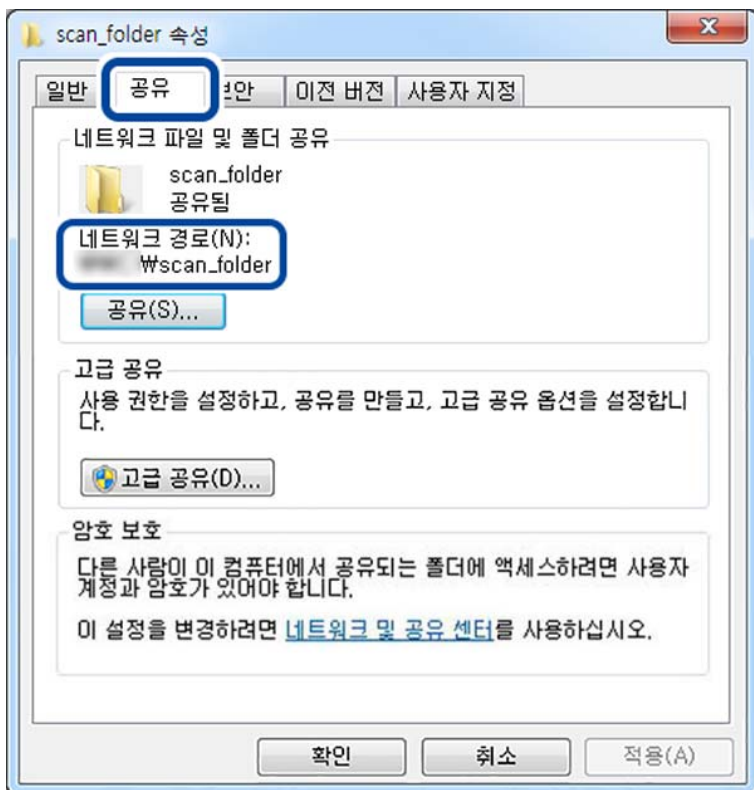 scan_folder 속성
일반 공유 보안 이전 버전 사용자 지정
네트워크 파일 및 폴더 공유
scan_folder
공유됨
네트워크 경로(N):
₩scan_folder
공유(S)...
고급 공유
사용 권한을 설정하고, 공유를 만들고, 고급 공유 옵션을 설정합니
다.
고급 공유(D)...
암호 보호
다른 사람이 이 컴퓨터에서 공유되는 폴더에 액세스하려면 사용자
계정과 암호가 있어야 합니다.
이 설정을 변경하려면 네트워크 및 공유 센터를 사용하십시오.
확인 취소 적용(A)